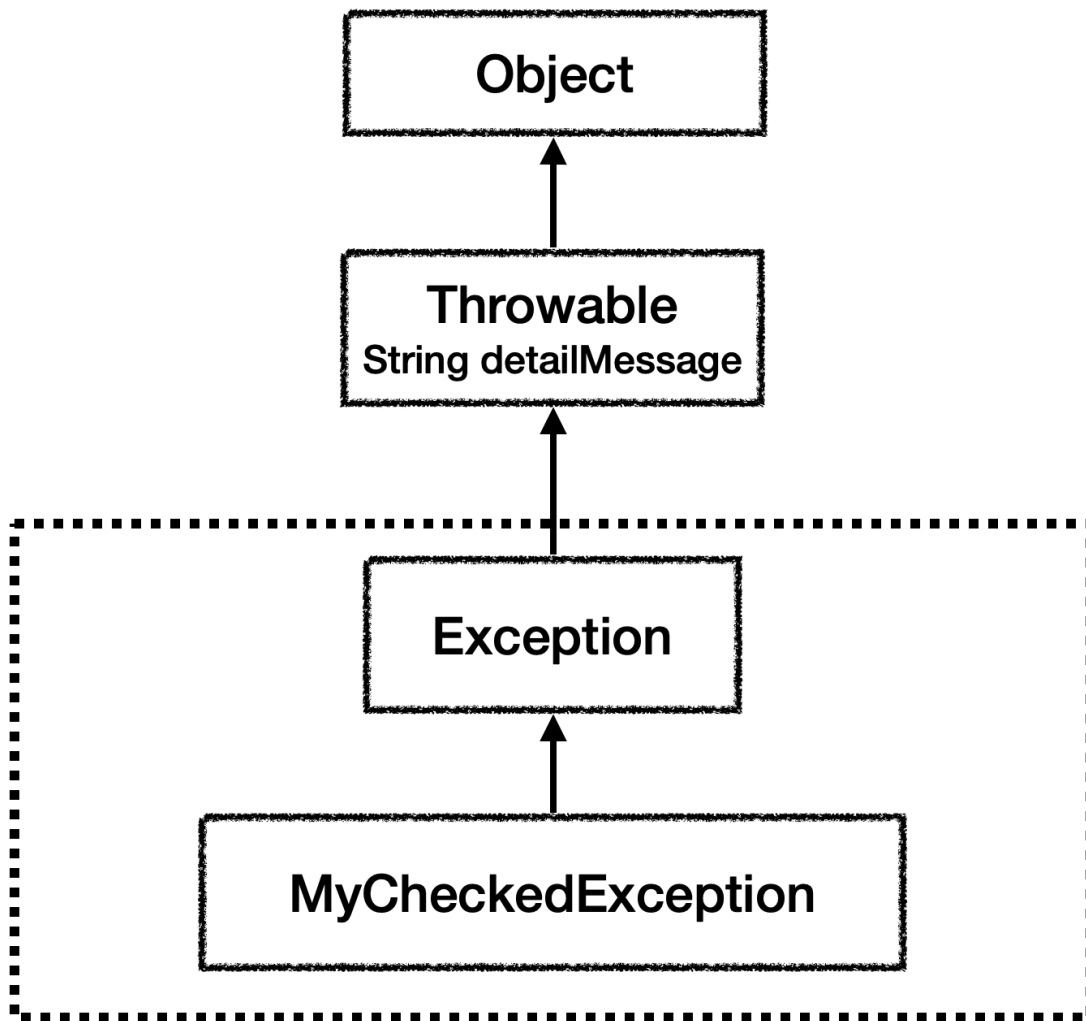 Object
Throwable
String detailMessage
Exception
MyCheckedException